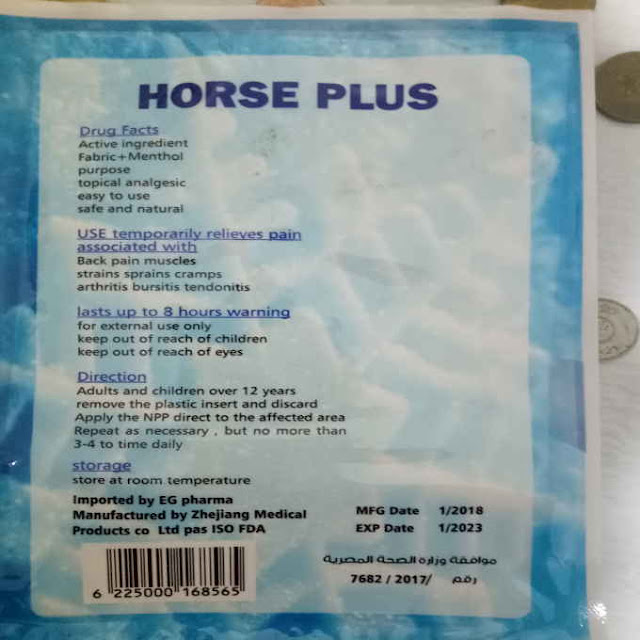 HORSE PLUS
Drug Facts
Active ingredient
Fabric+Menthol
purpose
topical analgesic
easy to use
safe and natural
USE temporarily relieves pain
associated with
Back pain muscles
strains sprains cramps
arthritis bursitis tendonitis
lasts up to 8 hours warning
for external use only
keep out of reach of children
keep out of reach of eyes
Direction
Adults and children over 12 years
remove the plastic insert and discard
Apply the NPP direct to the affected area
Repeat as necessary , but no more than
3-4 to time daily
storage
store at room temperature
Imported by EG pharma
Manufactured by Zhejiang Medical
Products co Ltd pas ISO FDA
MFG Date 1/2018
EXP Date 1/2023
موافقة وزارة الصحة المصرية
رقم /7682 / 2017
6 225000 168565